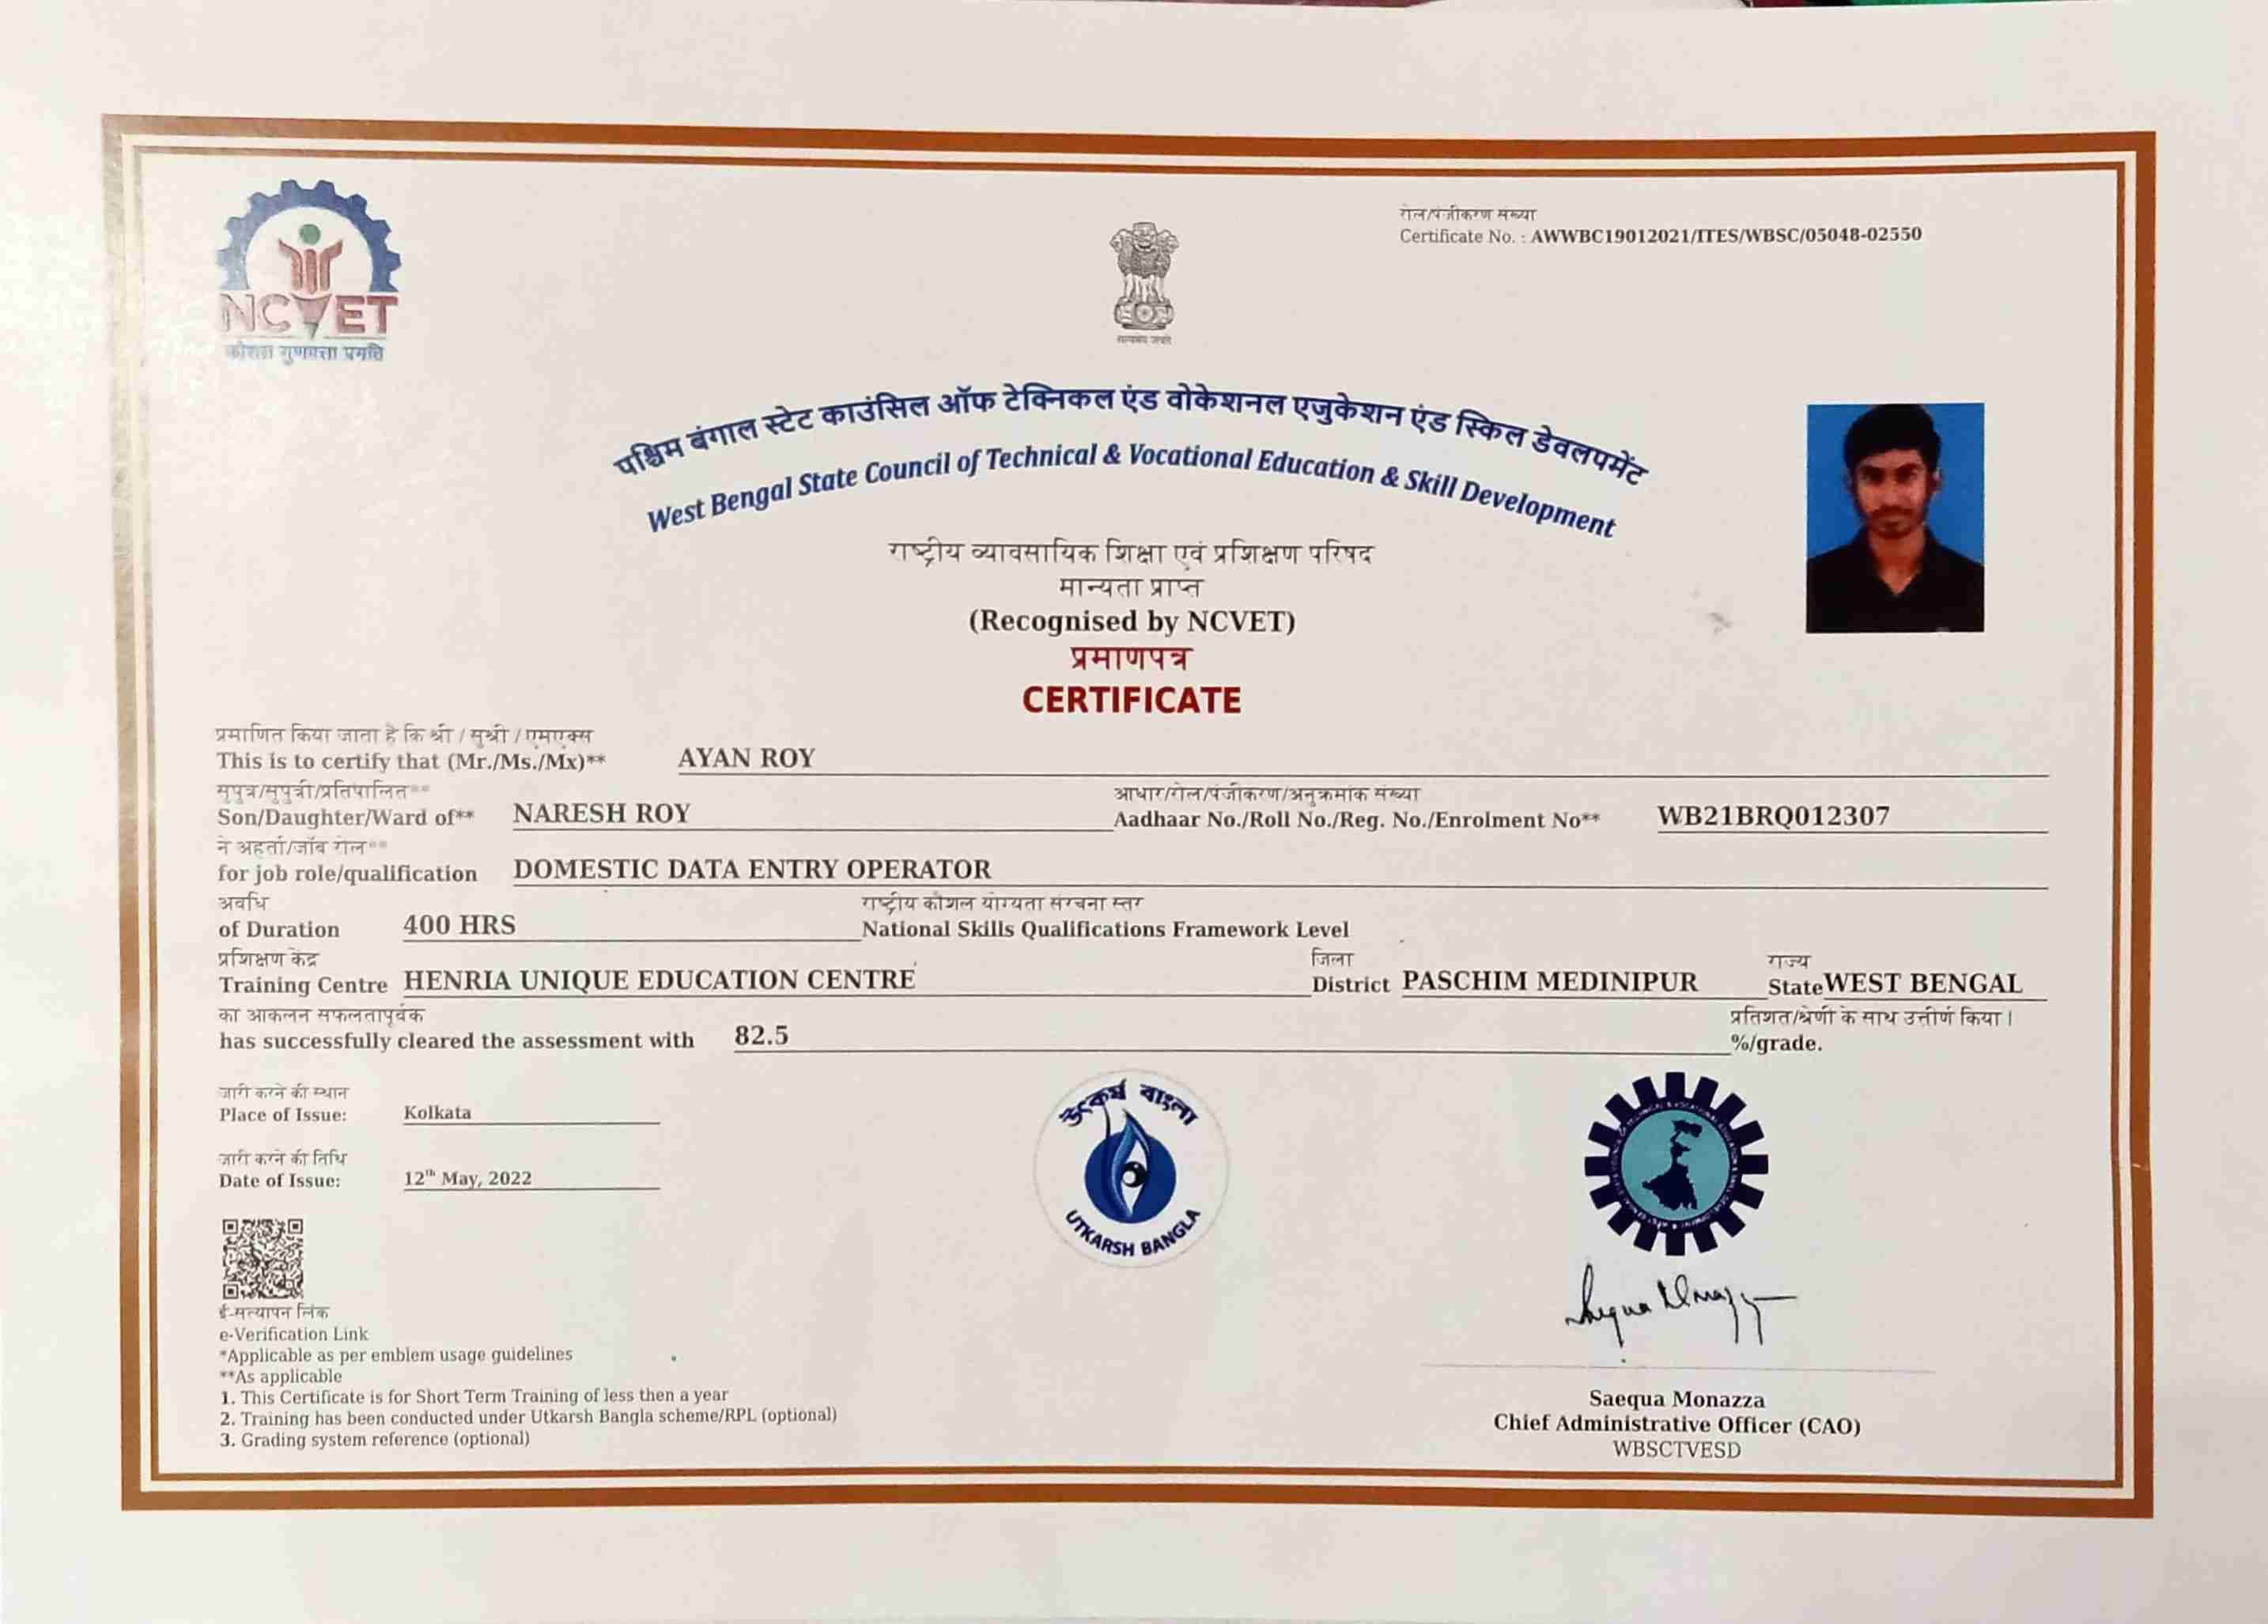 NCVET
कौशल गुणवत्ता प्रगति
रोल/पंजीकरण संख्या
Certificate No. : AWWBC19012021/ITES/WBSC/05048-02550
सत्यमेव जयते
पश्चिम बंगाल स्टेट काउंसिल ऑफ टेक्निकल एंड वोकेशनल एजुकेशन एंड स्किल डेवलपमेंट
West Bengal State Council of Technical & Vocational Education & Skill Development
राष्ट्रीय व्यावसायिक शिक्षा एवं प्रशिक्षण परिषद
मान्यता प्राप्त
(Recognised by NCVET)
प्रमाणपत्र
CERTIFICATE
प्रमाणित किया जाता है कि श्री / सुश्री / एमएक्स
This is to certify that (Mr./Ms./Mx)** AYAN ROY
सुपुत्र/सुपुत्री/प्रतिपालित** आधार/रोल/पंजीकरण/अनुक्रमांक संख्या
Son/Daughter/Ward of** NARESH ROY Aadhaar No./Roll No./Reg. No./Enrolment No** WB21BRQ012307
ने अहर्ता/जॉब रोल**
for job role/qualification DOMESTIC DATA ENTRY OPERATOR
अवधि राष्ट्रीय कौशल योग्यता संरचना स्तर
of Duration 400 HRS National Skills Qualifications Framework Level
प्रशिक्षण केंद्र जिला राज्य
Training Centre HENRIA UNIQUE EDUCATION CENTRE District PASCHIM MEDINIPUR State WEST BENGAL
का आकलन सफलतापूर्वक प्रतिशत/श्रेणी के साथ उत्तीर्ण किया।
has successfully cleared the assessment with 82.5 %/grade.
जारी करने की स्थान
Place of Issue: Kolkata
जारी करने की तिथि
Date of Issue: 12th May, 2022
উৎকর্ষ বাংলা
UTKARSH BANGLA
ई-सत्यापन लिंक
e-Verification Link
*Applicable as per emblem usage guidelines
**As applicable
1. This Certificate is for Short Term Training of less then a year
2. Training has been conducted under Utkarsh Bangla scheme/RPL (optional)
3. Grading system reference (optional)
Saequa Monazza
Chief Administrative Officer (CAO)
WBSCTVESD